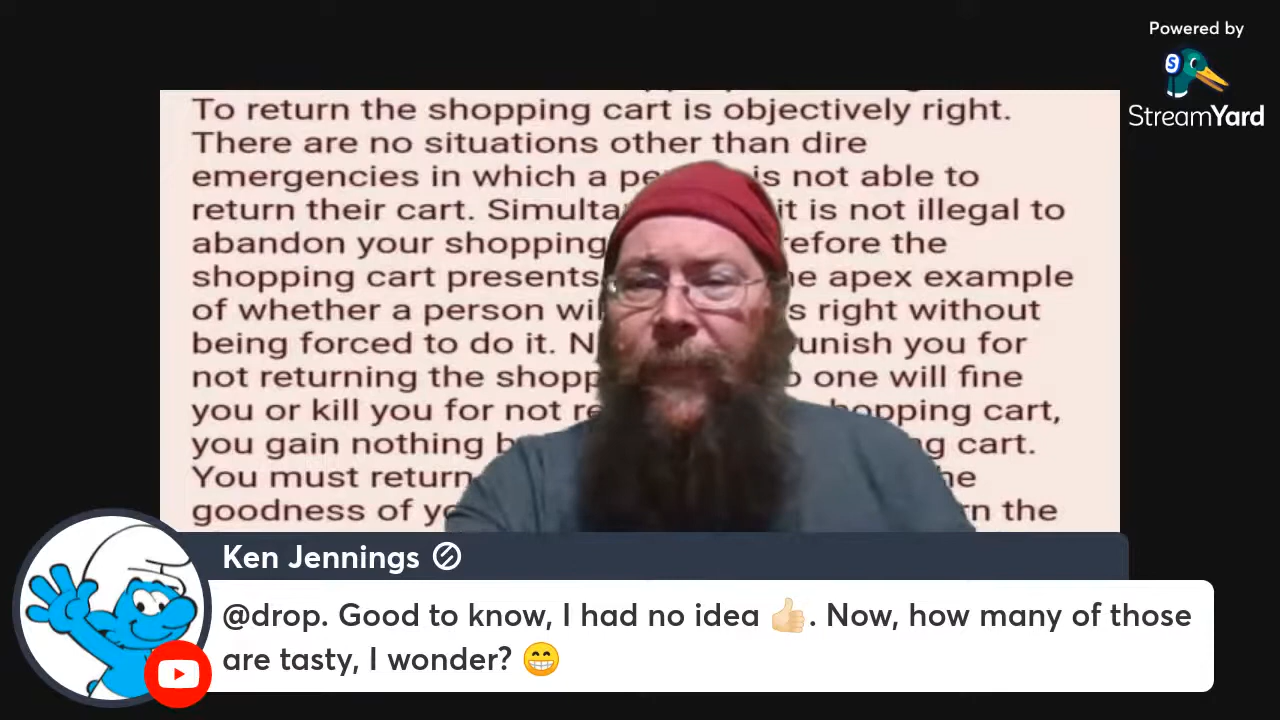 Powered by
StreamYard
To return the shopping cart is objectively right.
There are no situations other than dire
emergencies in which a pe is not able to
return their cart. Simulta it is not illegal to
abandon your shopping refore the
shopping cart presents he apex example
of whether a person wil s right without
being forced to do it. N unish you for
not returning the shopp o one will fine
you or kill you for not re hopping cart,
you gain nothing b g cart.
You must return he
goodness of yo rn the
Ken Jennings
@drop. Good to know, I had no idea 👍🏻. Now, how many of those
are tasty, I wonder? 😁